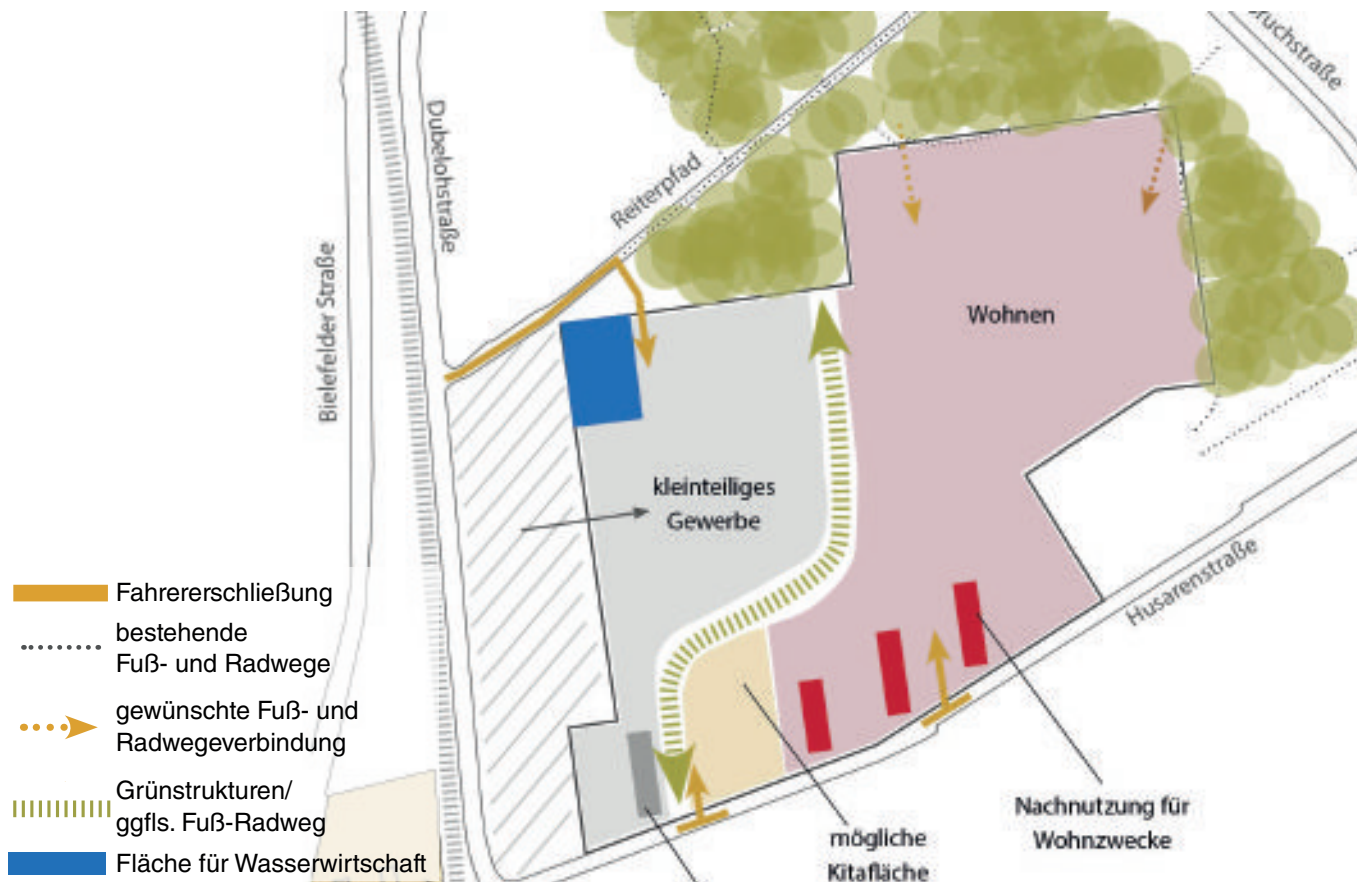 ruchstraße
Dubelohstraße
Reiterpfad
Bielefelder Straße
Wohnen
kleinteiliges
Gewerbe
Husarenstraße
Fahrererschließung
bestehende
Fuß- und Radwege
gewünschte Fuß- und
Radwegeverbindung
Grünstrukturen/
ggfls. Fuß-Radweg
Fläche für Wasserwirtschaft
Nachnutzung für
Wohnzwecke
mögliche
Kitafläche